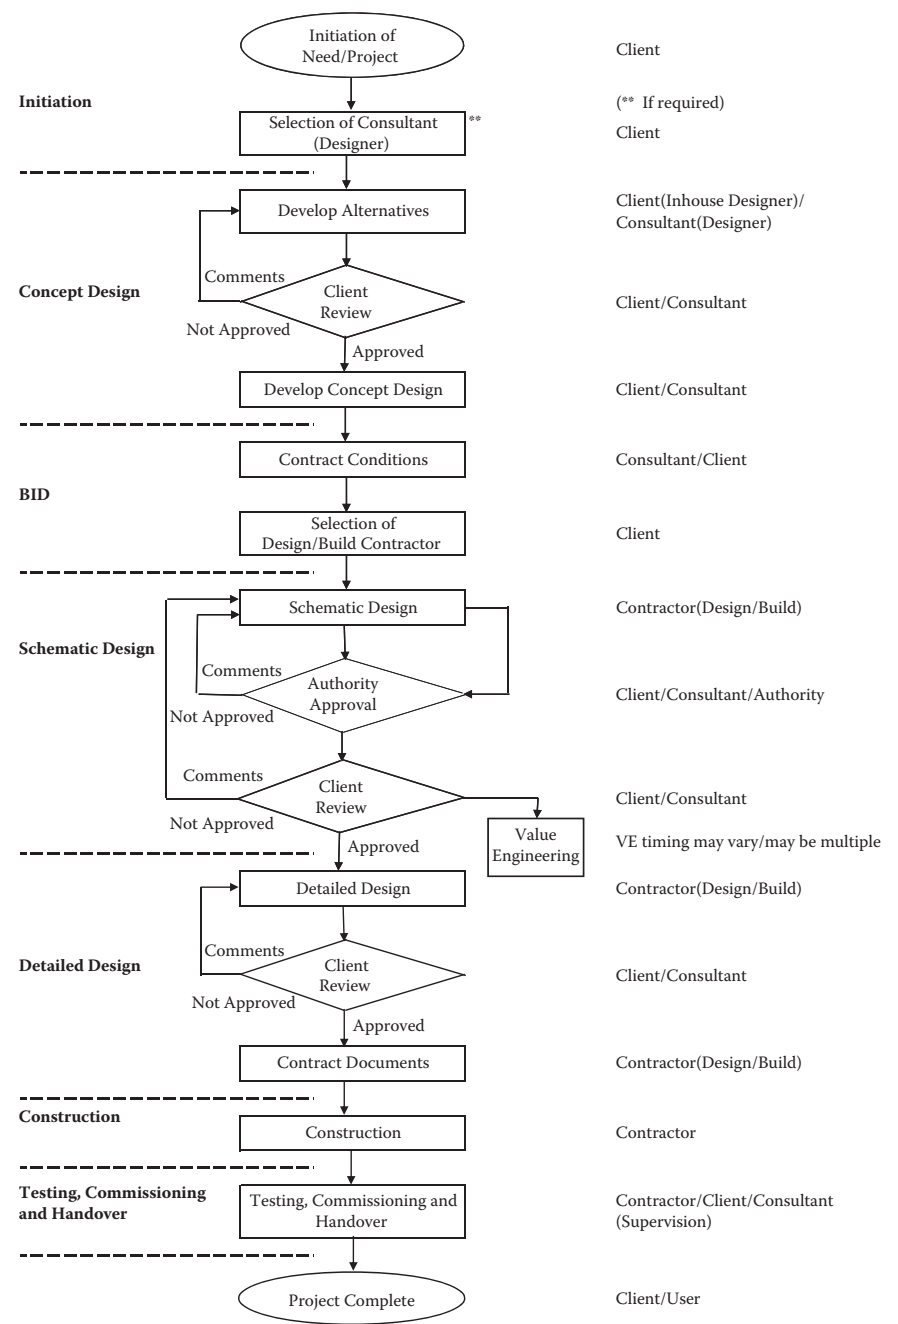 Initiation of
Need/Project
Client
Initiation
(** If required)
Selection of Consultant
(Designer)
**
Client
Develop Alternatives
Client(Inhouse Designer)/
Consultant(Designer)
Comments
Concept Design
Client
Review
Client/Consultant
Not Approved
Approved
Develop Concept Design
Client/Consultant
Contract Conditions
Consultant/Client
BID
Selection of
Design/Build Contractor
Client
Schematic Design
Contractor(Design/Build)
Schematic Design
Comments
Authority
Approval
Client/Consultant/Authority
Not Approved
Comments
Client
Review
Client/Consultant
Not Approved
Value
Engineering
VE timing may vary/may be multiple
Approved
Detailed Design
Contractor(Design/Build)
Comments
Detailed Design
Client
Review
Client/Consultant
Not Approved
Approved
Contract Documents
Contractor(Design/Build)
Construction
Construction
Contractor
Testing, Commissioning
and Handover
Testing, Commissioning and
Handover
Contractor/Client/Consultant
(Supervision)
Project Complete
Client/User